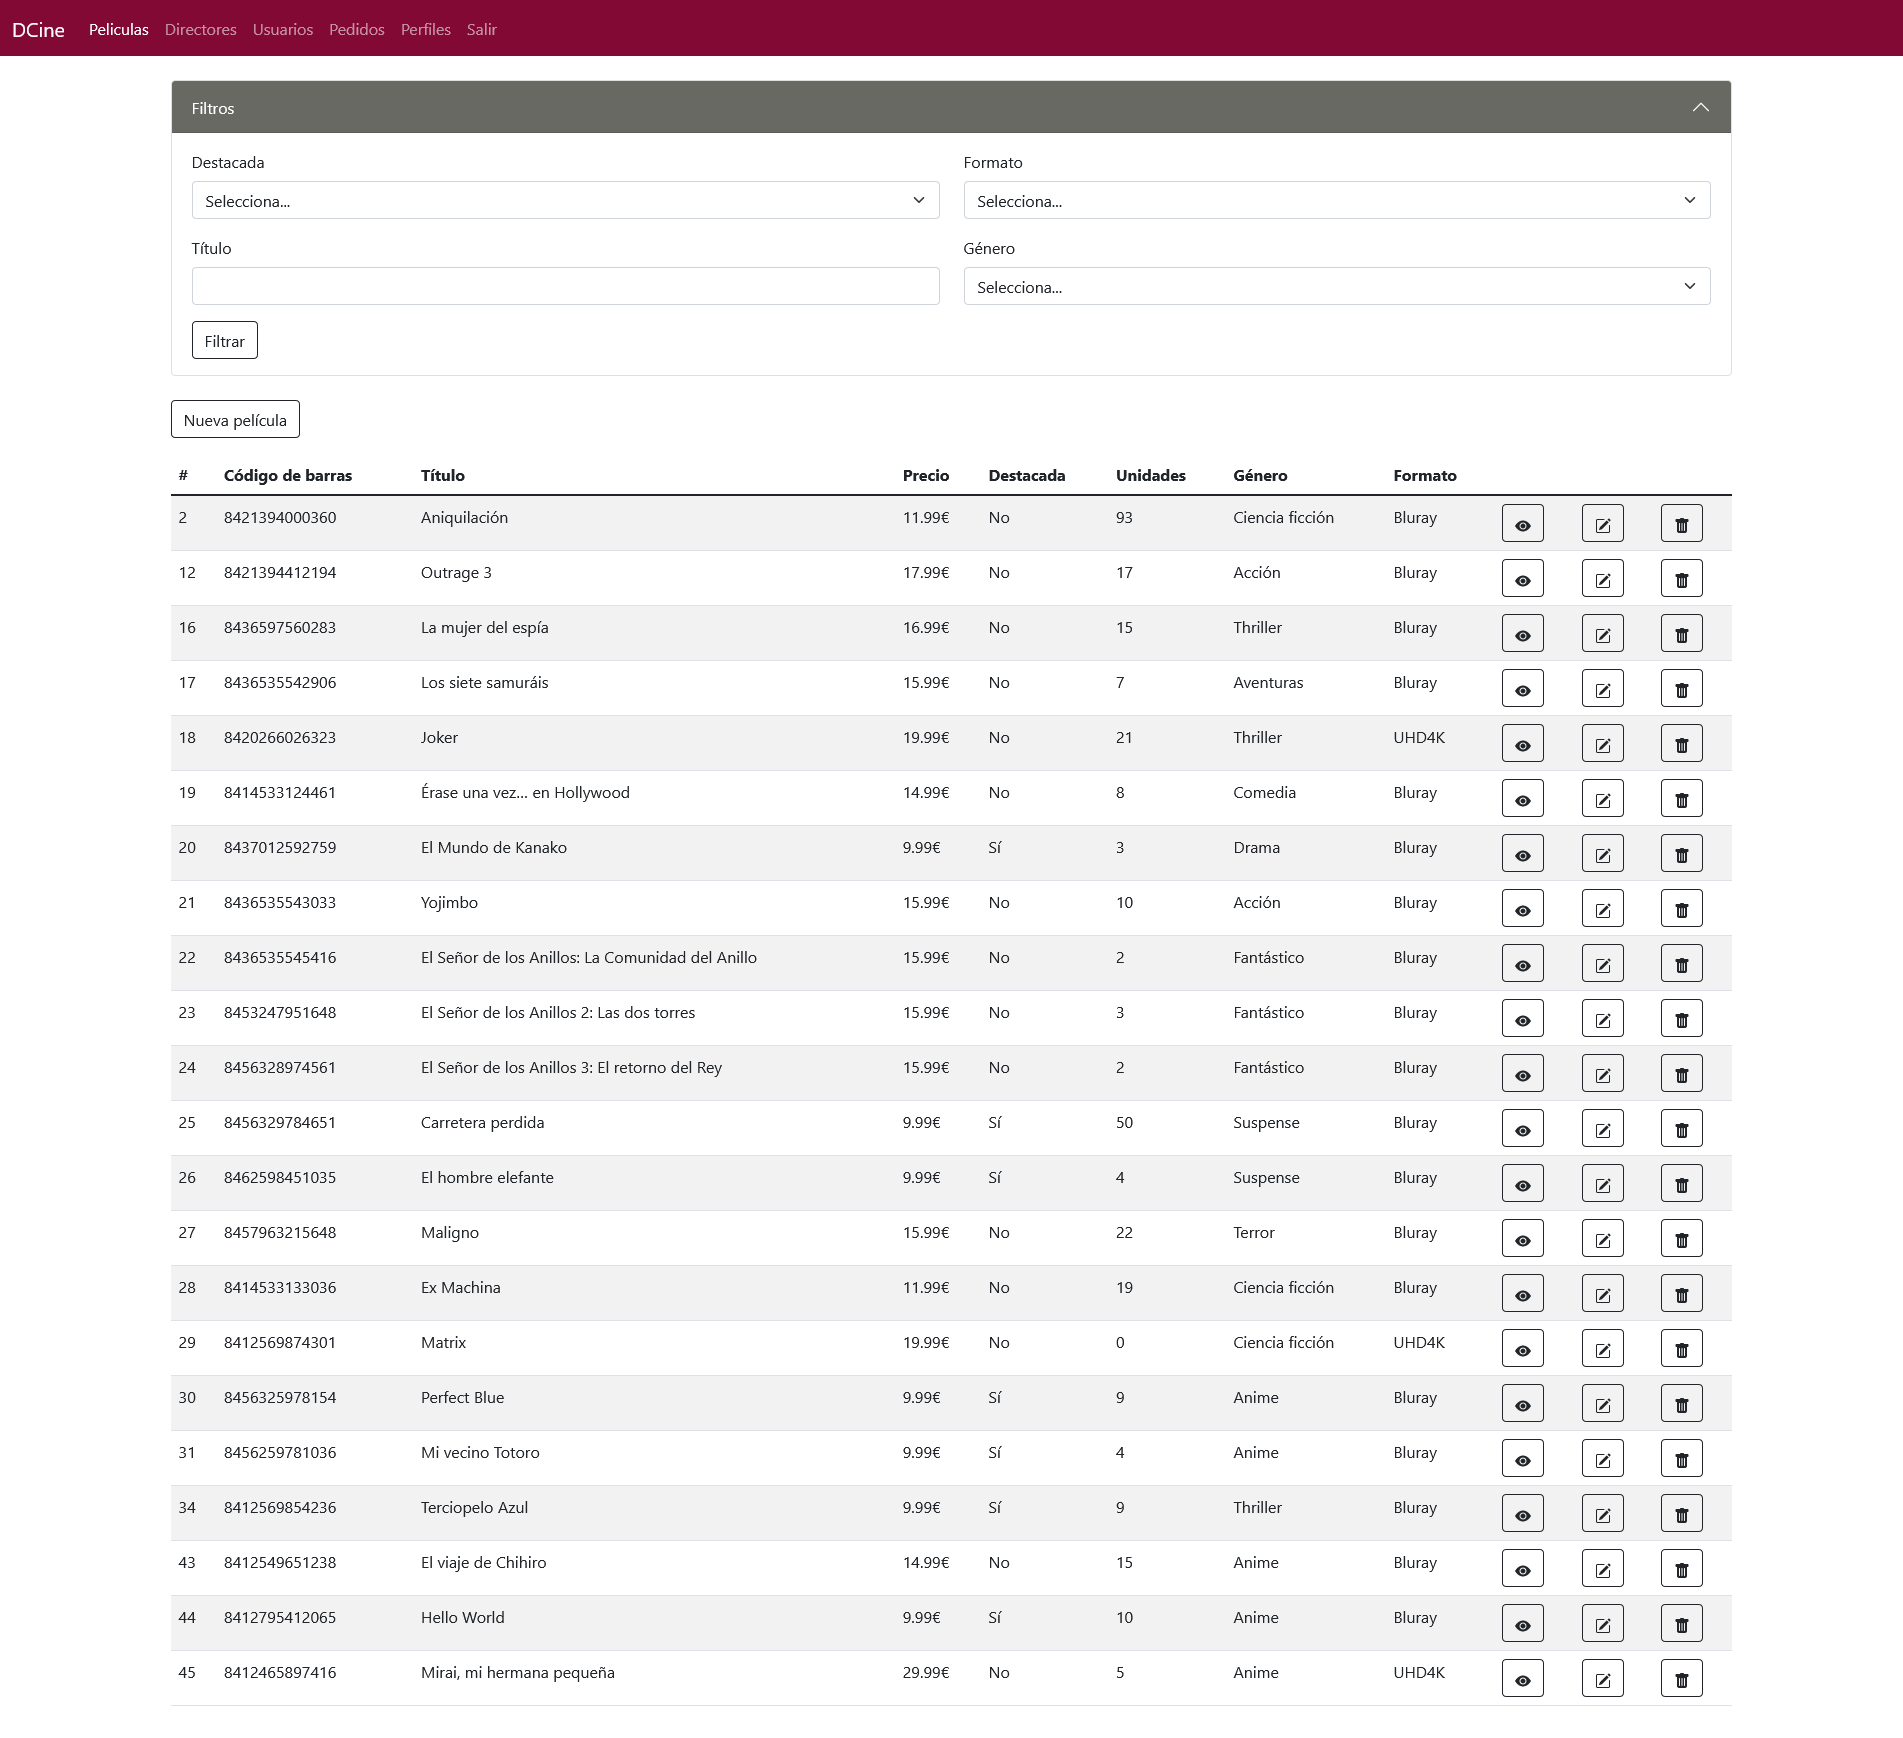 DCine Peliculas Directores Usuarios Pedidos Perfiles Salir
Filtros
Destacada Formato
Selecciona... Selecciona...
Título Género
Selecciona...
Filtrar
Nueva película
# Código de barras Título Precio Destacada Unidades Género Formato
2 8421394000360 Aniquilación 11.99€ No 93 Ciencia ficción Bluray
12 8421394412194 Outrage 3 17.99€ No 17 Acción Bluray
16 8436597560283 La mujer del espía 16.99€ No 15 Thriller Bluray
17 8436535542906 Los siete samuráis 15.99€ No 7 Aventuras Bluray
18 8420266026323 Joker 19.99€ No 21 Thriller UHD4K
19 8414533124461 Érase una vez... en Hollywood 14.99€ No 8 Comedia Bluray
20 8437012592759 El Mundo de Kanako 9.99€ Sí 3 Drama Bluray
21 8436535543033 Yojimbo 15.99€ No 10 Acción Bluray
22 8436535545416 El Señor de los Anillos: La Comunidad del Anillo 15.99€ No 2 Fantástico Bluray
23 8453247951648 El Señor de los Anillos 2: Las dos torres 15.99€ No 3 Fantástico Bluray
24 8456328974561 El Señor de los Anillos 3: El retorno del Rey 15.99€ No 2 Fantástico Bluray
25 8456329784651 Carretera perdida 9.99€ Sí 50 Suspense Bluray
26 8462598451035 El hombre elefante 9.99€ Sí 4 Suspense Bluray
27 8457963215648 Maligno 15.99€ No 22 Terror Bluray
28 8414533133036 Ex Machina 11.99€ No 19 Ciencia ficción Bluray
29 8412569874301 Matrix 19.99€ No 0 Ciencia ficción UHD4K
30 8456325978154 Perfect Blue 9.99€ Sí 9 Anime Bluray
31 8456259781036 Mi vecino Totoro 9.99€ Sí 4 Anime Bluray
34 8412569854236 Terciopelo Azul 9.99€ Sí 9 Thriller Bluray
43 8412549651238 El viaje de Chihiro 14.99€ No 15 Anime Bluray
44 8412795412065 Hello World 9.99€ Sí 10 Anime Bluray
45 8412465897416 Mirai, mi hermana pequeña 29.99€ No 5 Anime UHD4K